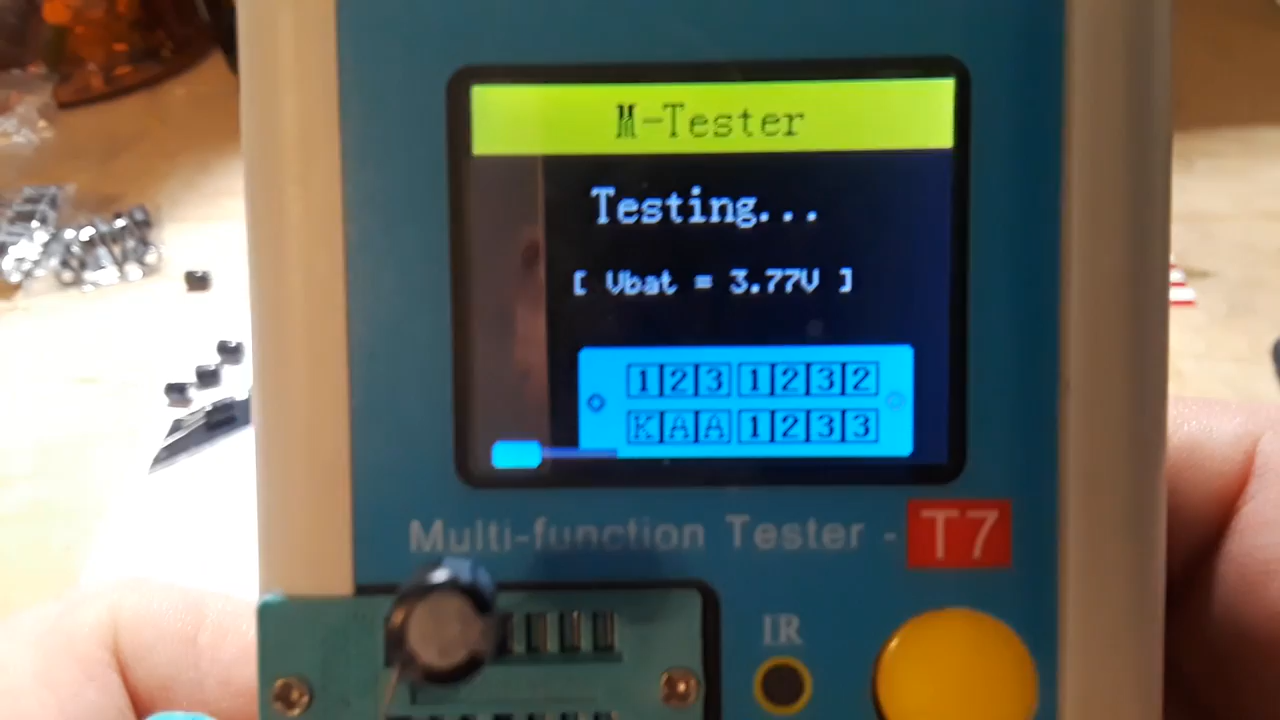 M-Tester
Testing...
[ Vbat = 3.77V ]
1 2 3 1 2 3 2
K A A 1 2 3 3
Multi-function Tester - T7
IR